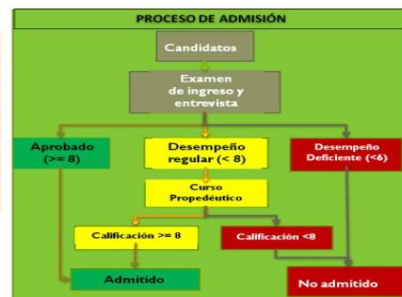 PROCESO DE ADMISIÓN
Candidatos
Examen
de ingreso y
entrevista
Aprobado
(>= 8)
Desempeño
regular (< 8)
Desempeño
Deficiente (<6)
Curso
Propedéutico
Calificación >= 8
Calificación <8
Admitido
No admitido